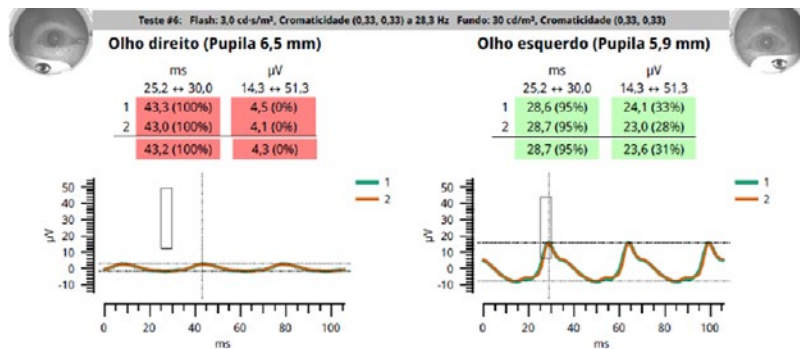 Teste #6: Flash: 3,0 cd·s/m², Cromaticidade (0,33, 0,33) a 28,3 Hz Fundo: 30 cd/m², Cromaticidade (0,33, 0,33)
Olho direito (Pupila 6,5 mm)
ms µV
25,2 ↔ 30,0 14,3 ↔ 51,3
1 43,3 (100%) 4,5 (0%)
2 43,0 (100%) 4,1 (0%)
43,2 (100%) 4,3 (0%)
1
2
50
40
30
20
10
0
-10
µV
0 20 40 60 80 100
ms
Olho esquerdo (Pupila 5,9 mm)
ms µV
25,2 ↔ 30,0 14,3 ↔ 51,3
1 28,6 (95%) 24,1 (33%)
2 28,7 (95%) 23,0 (28%)
28,7 (95%) 23,6 (31%)
1
2
50
40
30
20
10
0
-10
µV
0 20 40 60 80 100
ms